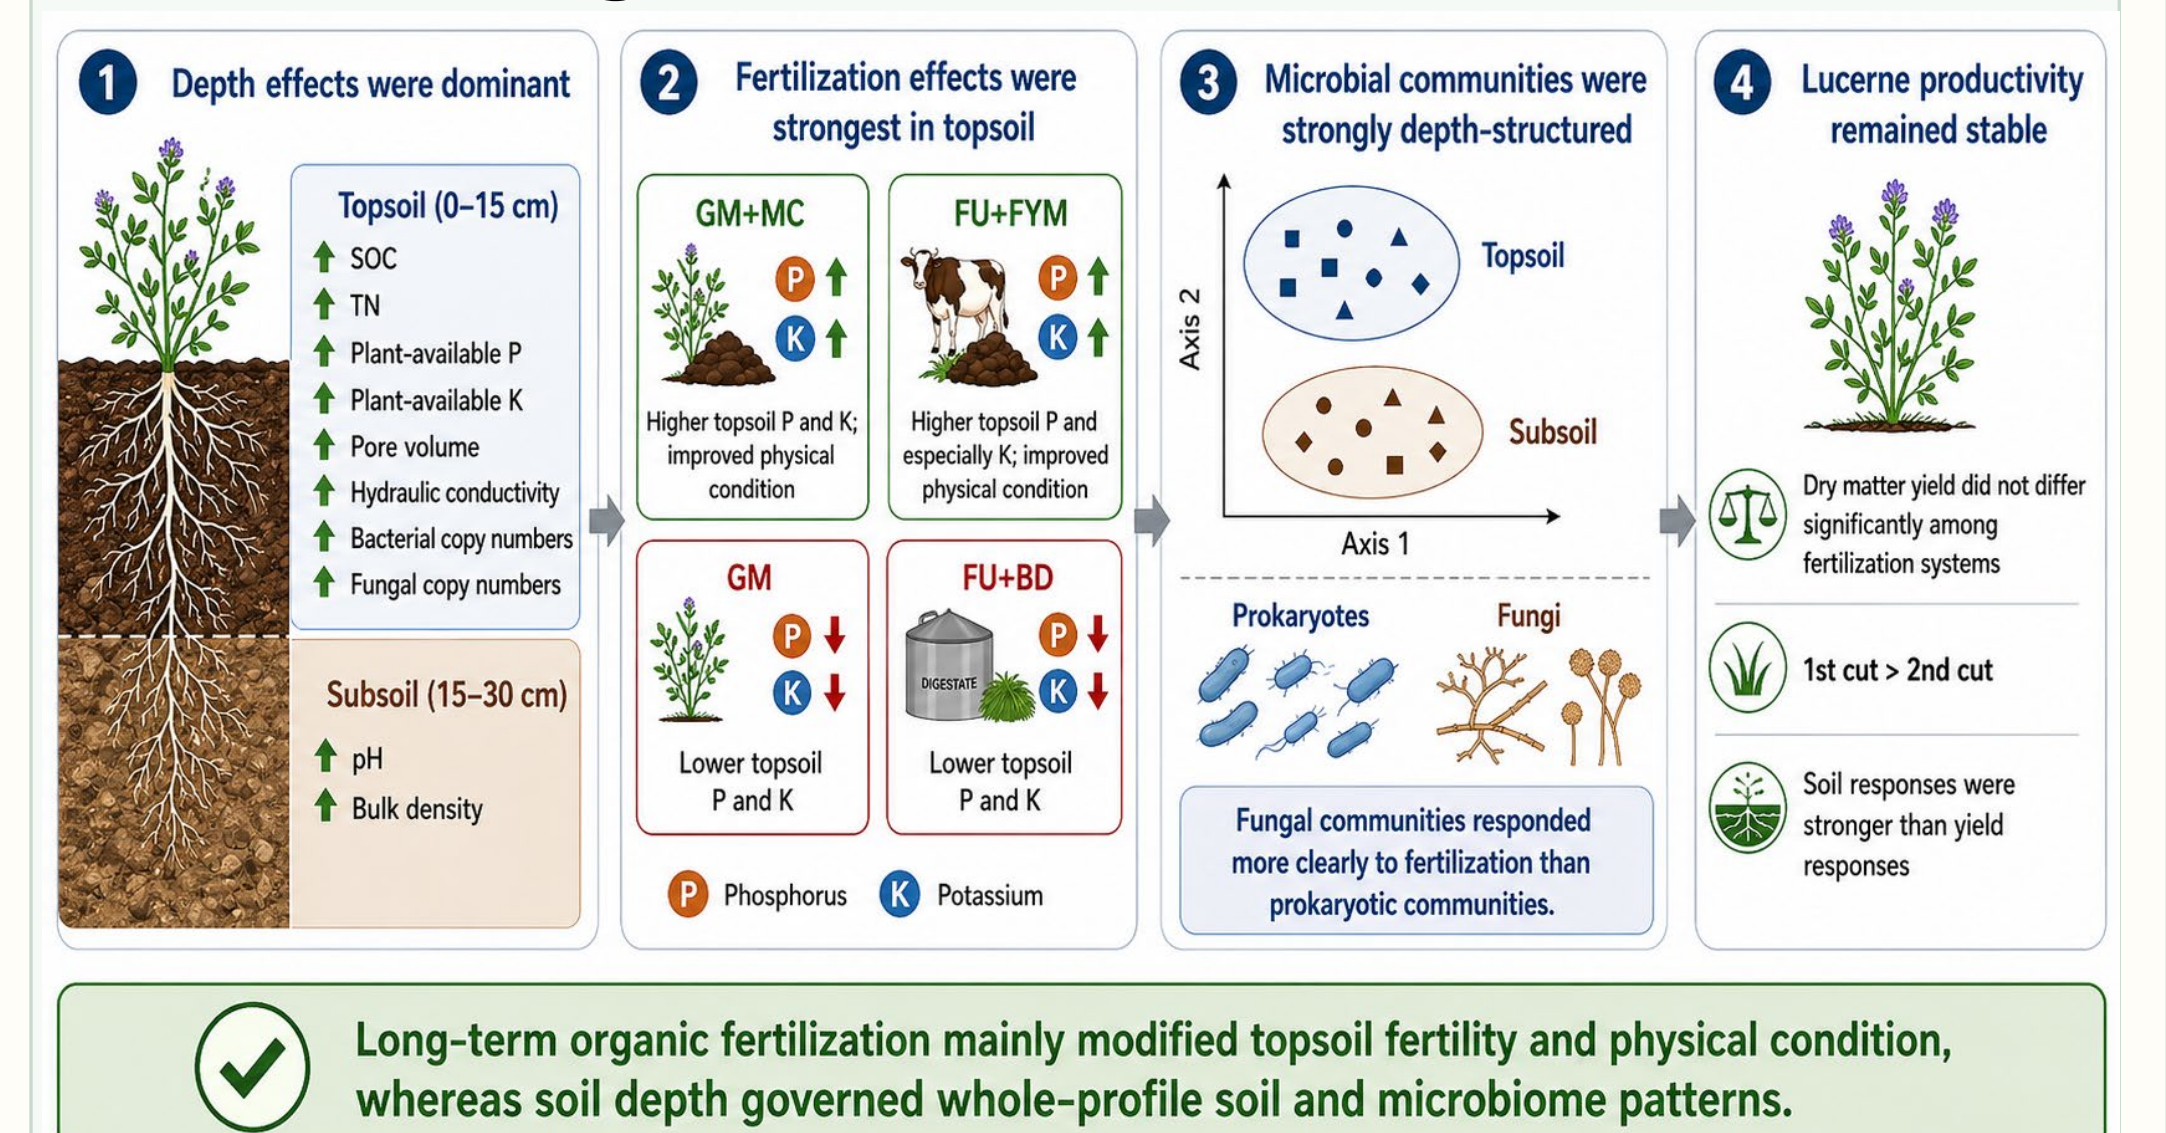 1 Depth effects were dominant
Topsoil (0–15 cm)
SOC
TN
Plant-available P
Plant-available K
Pore volume
Hydraulic conductivity
Bacterial copy numbers
Fungal copy numbers
Subsoil (15–30 cm)
pH
Bulk density
2 Fertilization effects were
strongest in topsoil
GM+MC
P
K
Higher topsoil P and K;
improved physical
condition
FU+FYM
P
K
Higher topsoil P and
especially K; improved
physical condition
GM
P
K
Lower topsoil
P and K
FU+BD
DIGESTATE
P
K
Lower topsoil
P and K
P Phosphorus K Potassium
3 Microbial communities were
strongly depth-structured
Axis 2
Topsoil
Subsoil
Axis 1
Prokaryotes Fungi
Fungal communities responded
more clearly to fertilization than
prokaryotic communities.
4 Lucerne productivity
remained stable
Dry matter yield did not differ
significantly among
fertilization systems
1st cut > 2nd cut
Soil responses were
stronger than yield
responses
Long-term organic fertilization mainly modified topsoil fertility and physical condition,
whereas soil depth governed whole-profile soil and microbiome patterns.